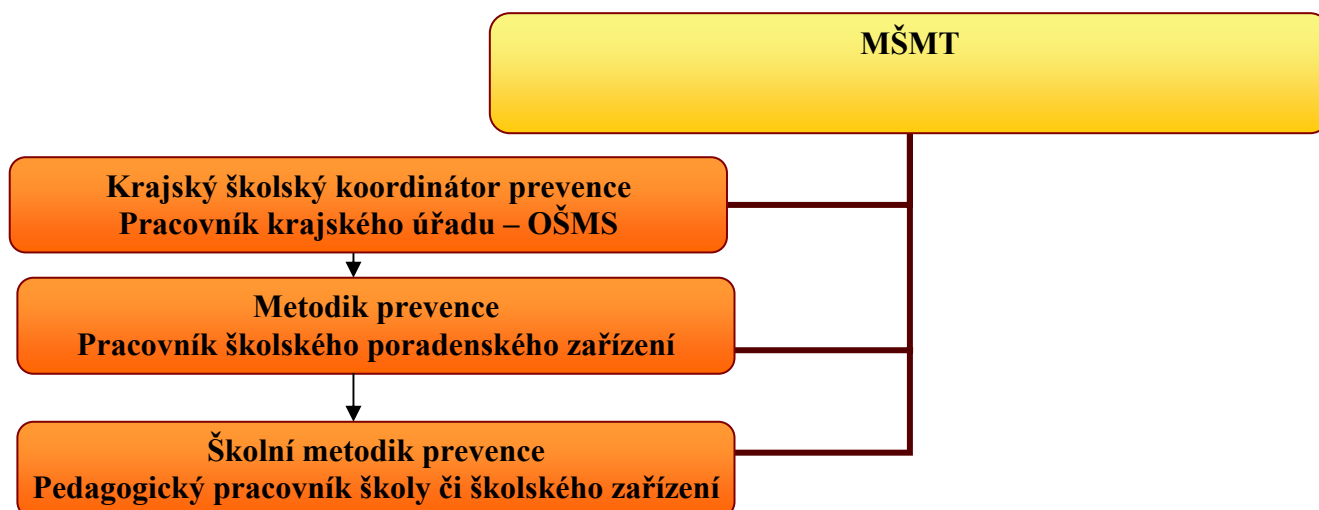 MŠMT
Krajský školský koordinátor prevence
Pracovník krajského úřadu – OŠMS
Metodik prevence
Pracovník školského poradenského zařízení
Školní metodik prevence
Pedagogický pracovník školy či školského zařízení